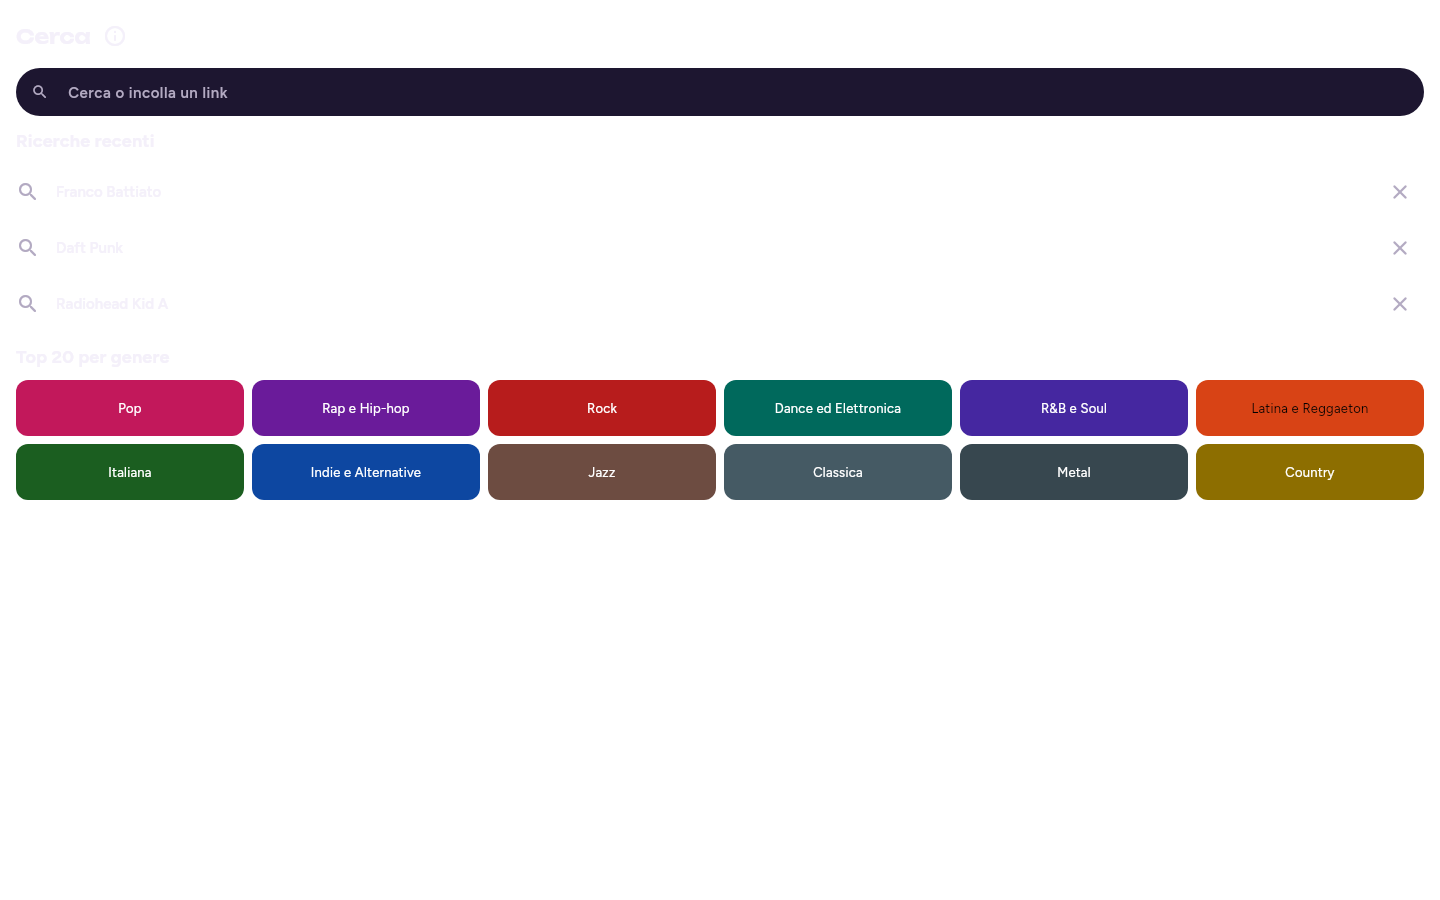 Cerca
Cerca o incolla un link
Ricerche recenti
Franco Battiato
Daft Punk
Radiohead Kid A
Top 20 per genere
Pop
Rap e Hip-hop
Rock
Dance ed Elettronica
R&B e Soul
Latina e Reggaeton
Italiana
Indie e Alternative
Jazz
Classica
Metal
Country